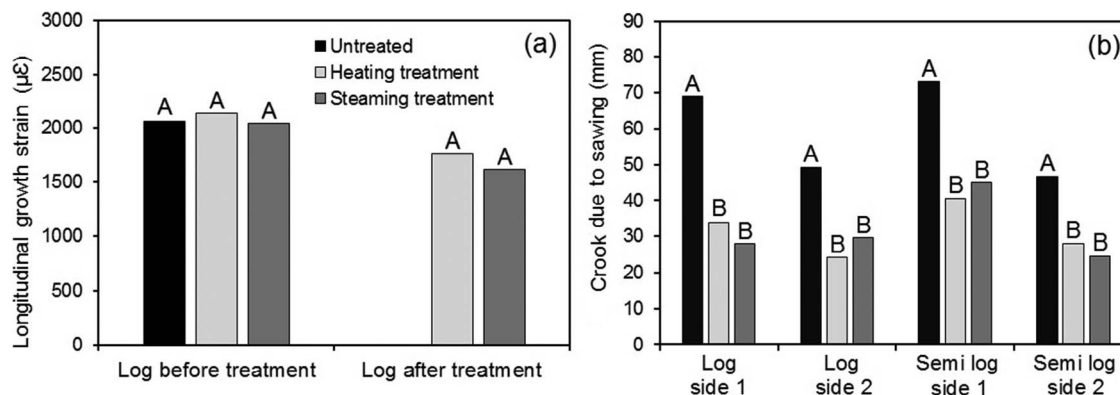 3000
2500
2000
1500
1000
500
0
Longitudinal growth strain (µƐ)
(a)
Untreated
Heating treatment
Steaming treatment
A A A
A A
Log before treatment Log after treatment
90
80
70
60
50
40
30
20
10
0
Crook due to sawing (mm)
(b)
A B B
A B B
A B B
A B B
Log side 1
Log side 2
Semi log side 1
Semi log side 2